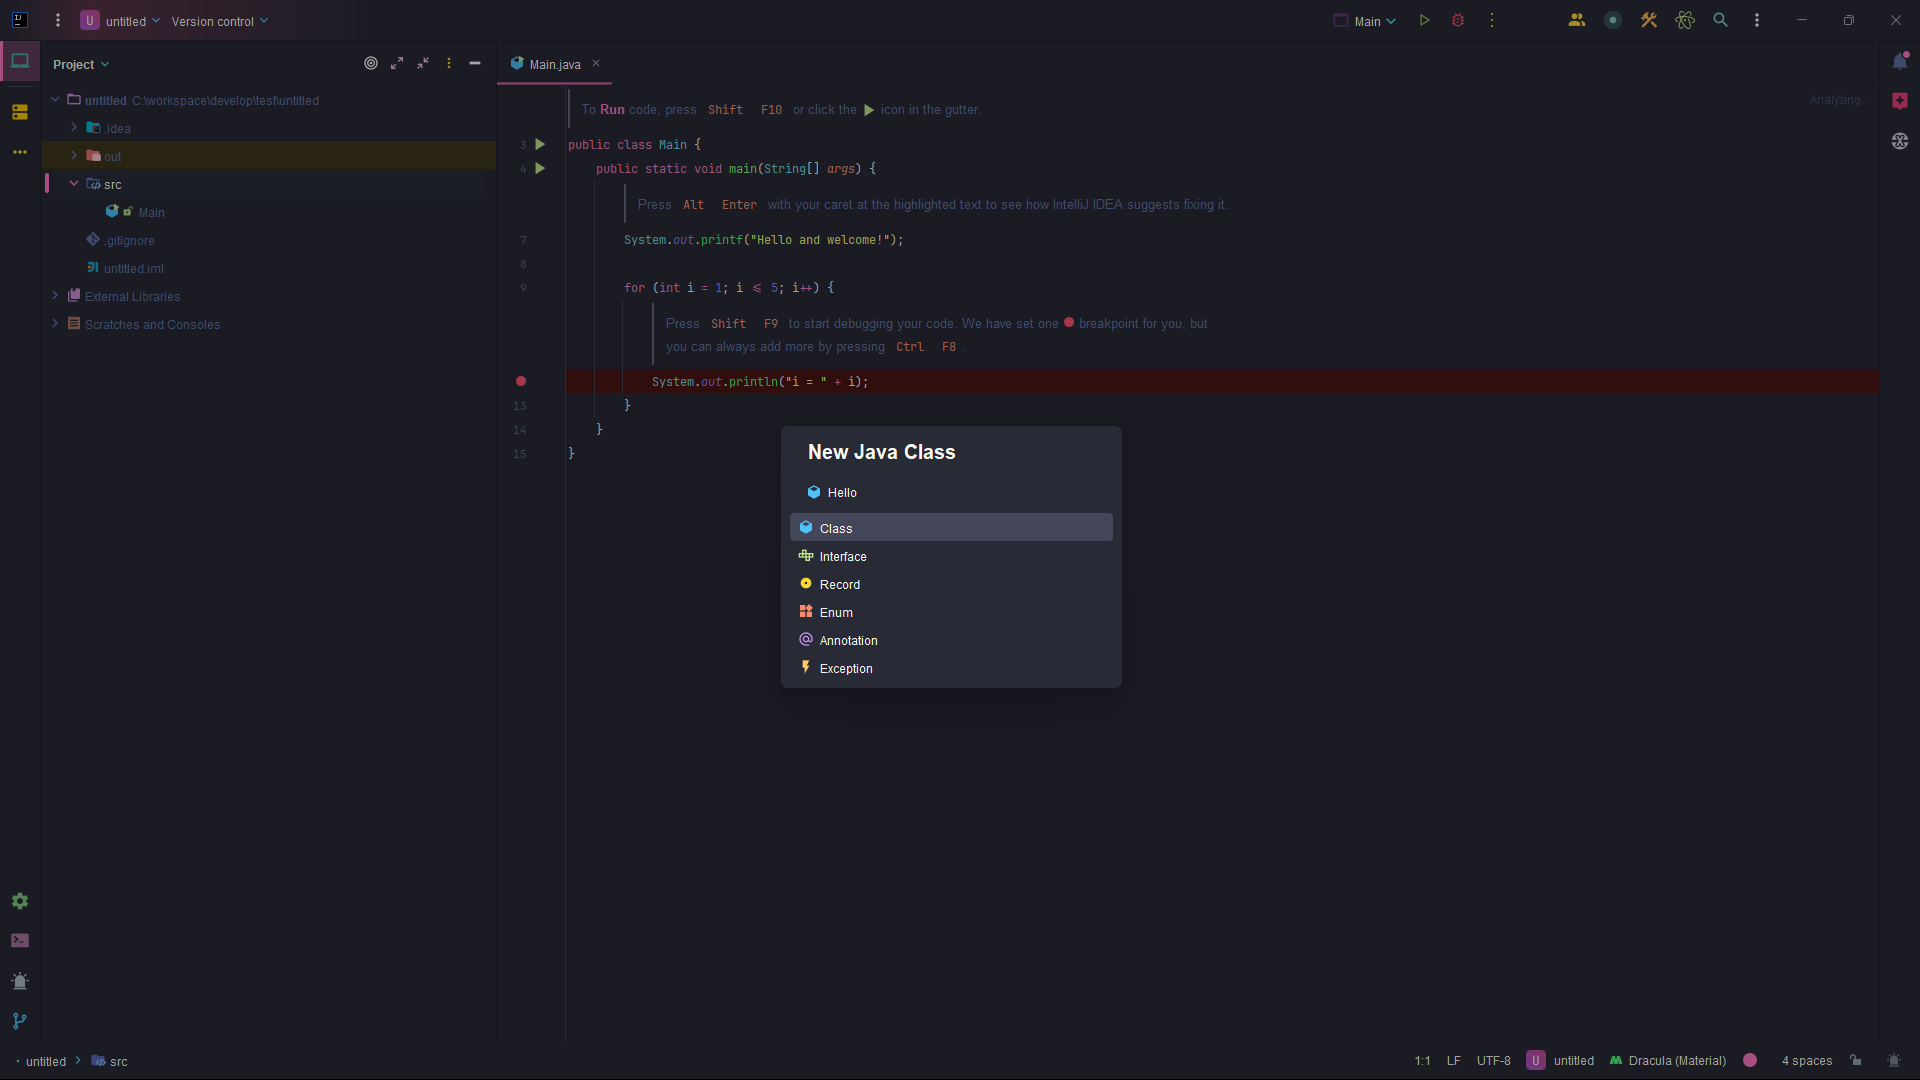 U untitled Version control
Main
Project
Main.java
untitled C:\workspace\develop\test\untitled
.idea
out
src
Main
.gitignore
untitled.iml
External Libraries
Scratches and Consoles
Analyzing...
To Run code, press Shift F10 or click the icon in the gutter.
3 public class Main {
4 public static void main(String[] args) {
Press Alt Enter with your caret at the highlighted text to see how IntelliJ IDEA suggests fixing it.
7 System.out.printf("Hello and welcome!");
8
9 for (int i = 1; i ≤ 5; i++) {
Press Shift F9 to start debugging your code. We have set one breakpoint for you, but
you can always add more by pressing Ctrl F8 .
System.out.println("i = " + i);
13 }
14 }
15 }
New Java Class
Hello
Class
Interface
Record
Enum
Annotation
Exception
untitled src
1:1 LF UTF-8 U untitled Dracula (Material) 4 spaces